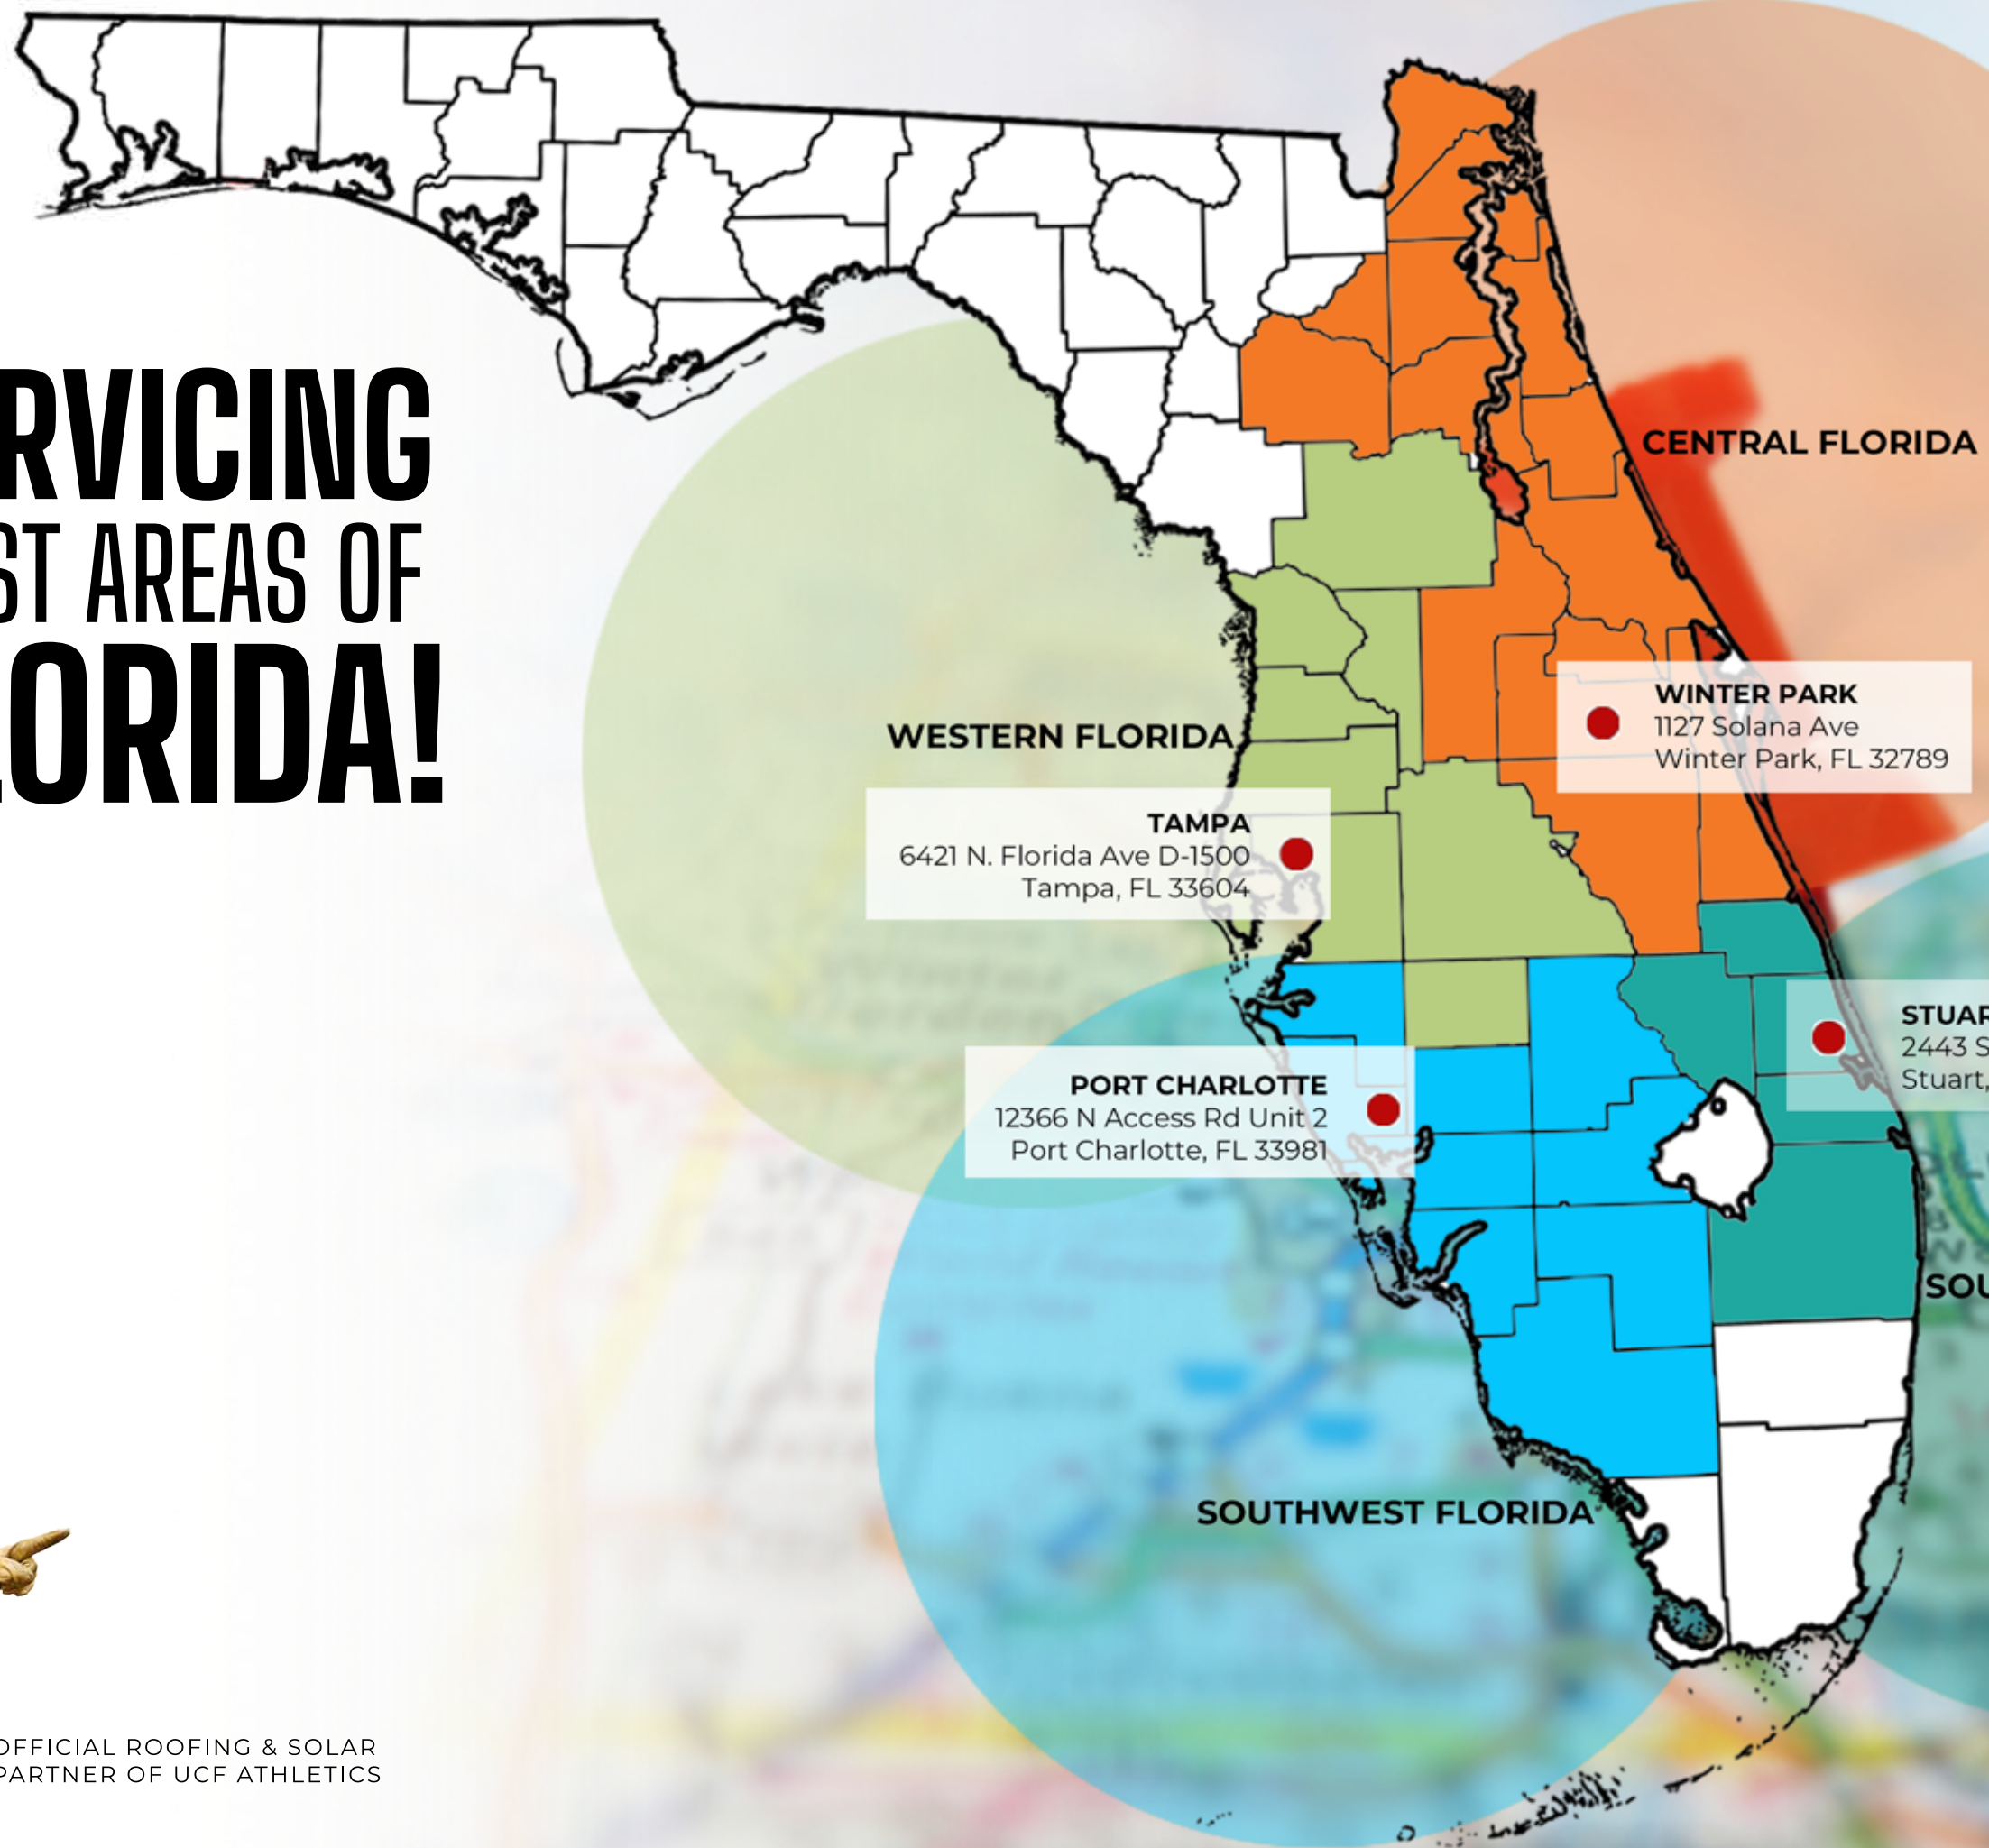 RVICING
ST AREAS OF
LORIDA!
CENTRAL FLORIDA
WINTER PARK
1127 Solana Ave
Winter Park, FL 32789
WESTERN FLORIDA
TAMPA
6421 N. Florida Ave D-1500
Tampa, FL 33604
STUAR
2443 S
Stuart,
PORT CHARLOTTE
12366 N Access Rd Unit 2
Port Charlotte, FL 33981
SOU
SOUTHWEST FLORIDA
OFFICIAL ROOFING & SOLAR
PARTNER OF UCF ATHLETICS